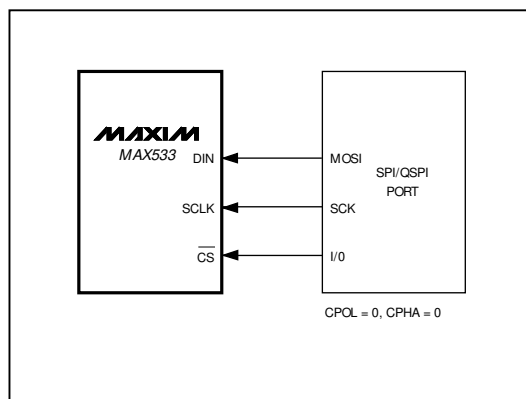 MAXIM
MAX533
DIN
SCLK
CS
MOSI
SCK
I/0
SPI/QSPI
PORT
CPOL = 0, CPHA = 0